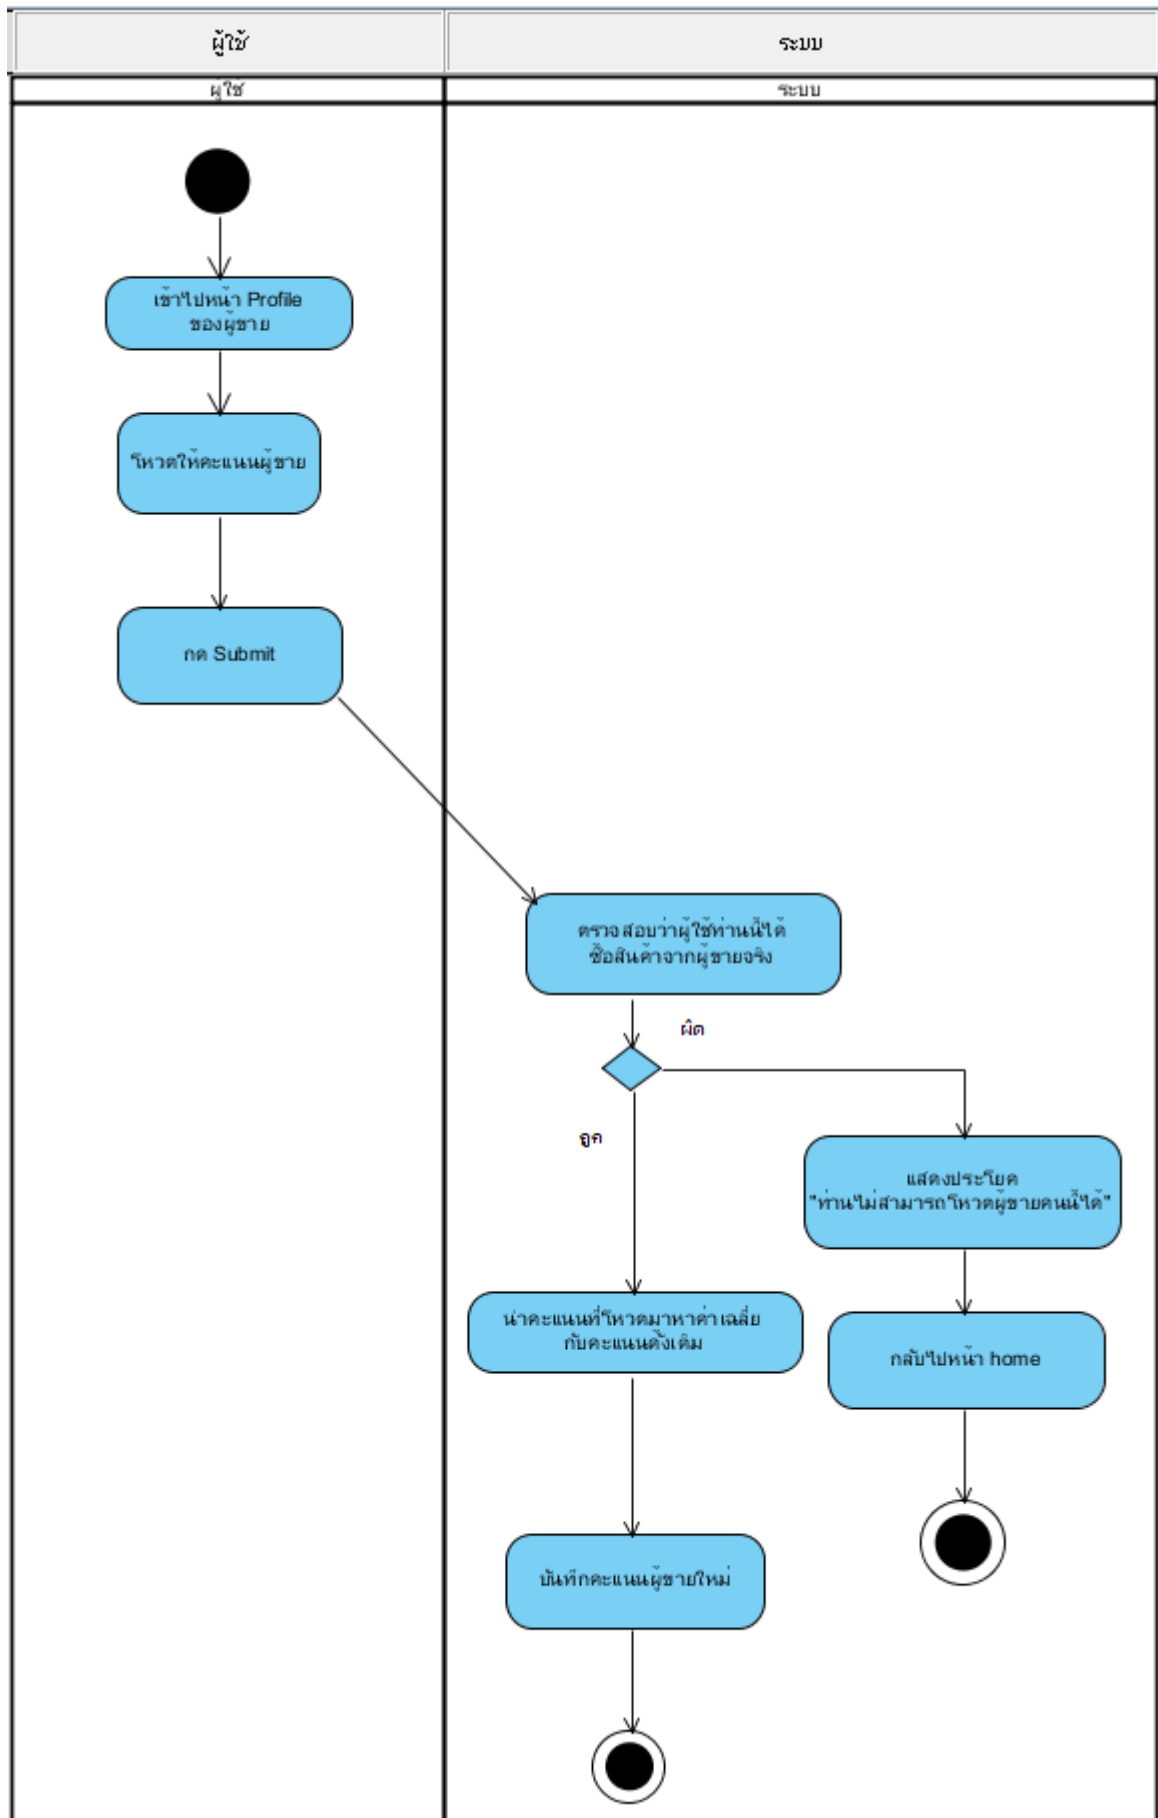 ผู้ใช้
ระบบ
ผู้ใช้
ระบบ
เข้าไปหน้า Profile
ของผู้ขาย
โหวตให้คะแนนผู้ขาย
กด Submit
ตรวจสอบว่าผู้ใช้ท่านนี้ได้
ซื้อสินค้าจากผู้ขายจริง
ผิด
ถูก
แสดงประโยค
"ท่านไม่สามารถโหวตผู้ขายคนนี้ได้"
นำคะแนนที่โหวตมาหาค่าเฉลี่ย
กับคะแนนดั้งเดิม
กลับไปหน้า home
บันทึกคะแนนผู้ขายใหม่